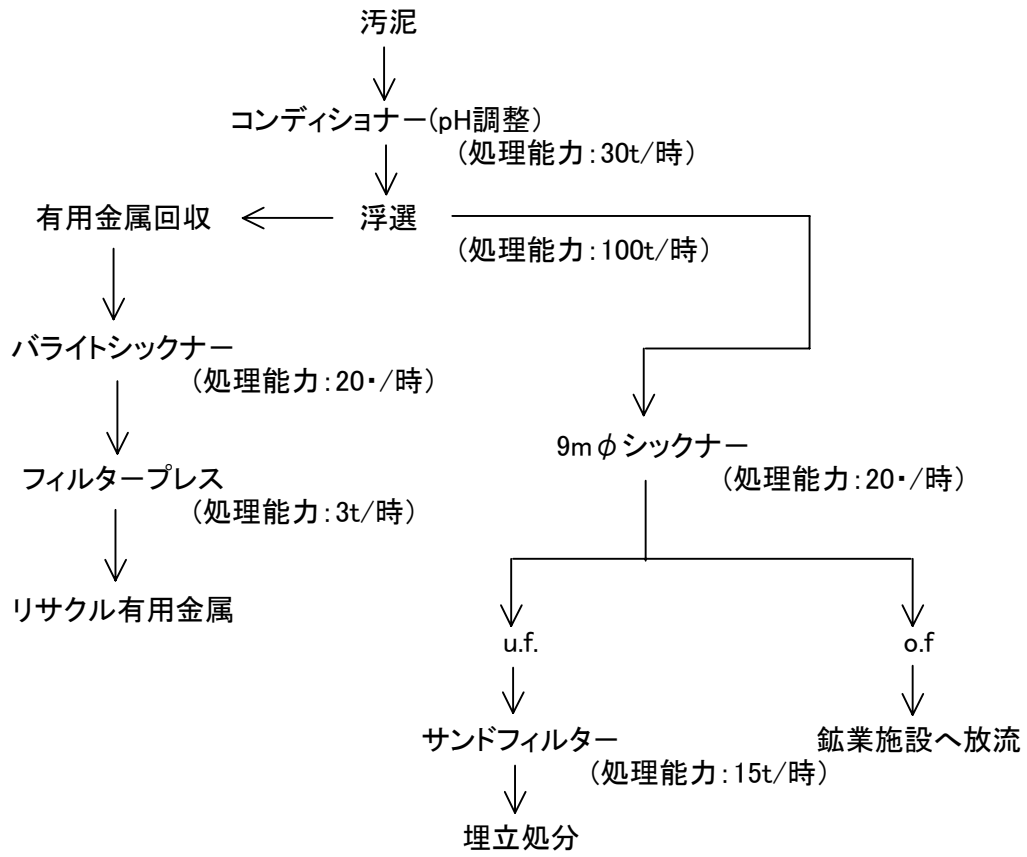 汚泥
コンディショナー(pH調整)
(処理能力:30t/時)
有用金属回収
浮選
(処理能力:100t/時)
バライトシックナー
(処理能力:20・/時)
9mφシックナー
(処理能力:20・/時)
フィルタープレス
(処理能力:3t/時)
リサクル有用金属
u.f.
o.f
サンドフィルター
(処理能力:15t/時)
鉱業施設へ放流
埋立処分